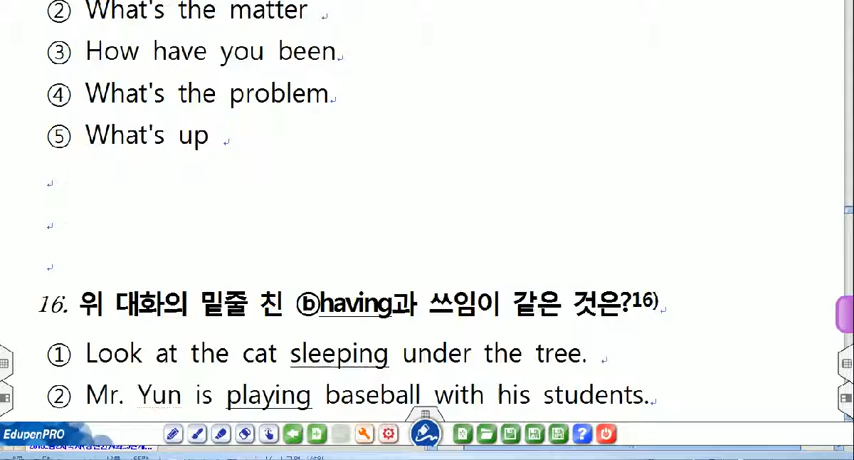 ② What's the matter
③ How have you been
④ What's the problem
⑤ What's up
16. 위 대화의 밑줄 친 ⓑhaving과 쓰임이 같은 것은?16)
① Look at the cat sleeping under the tree.
② Mr. Yun is playing baseball with his students.
EdupenPRO